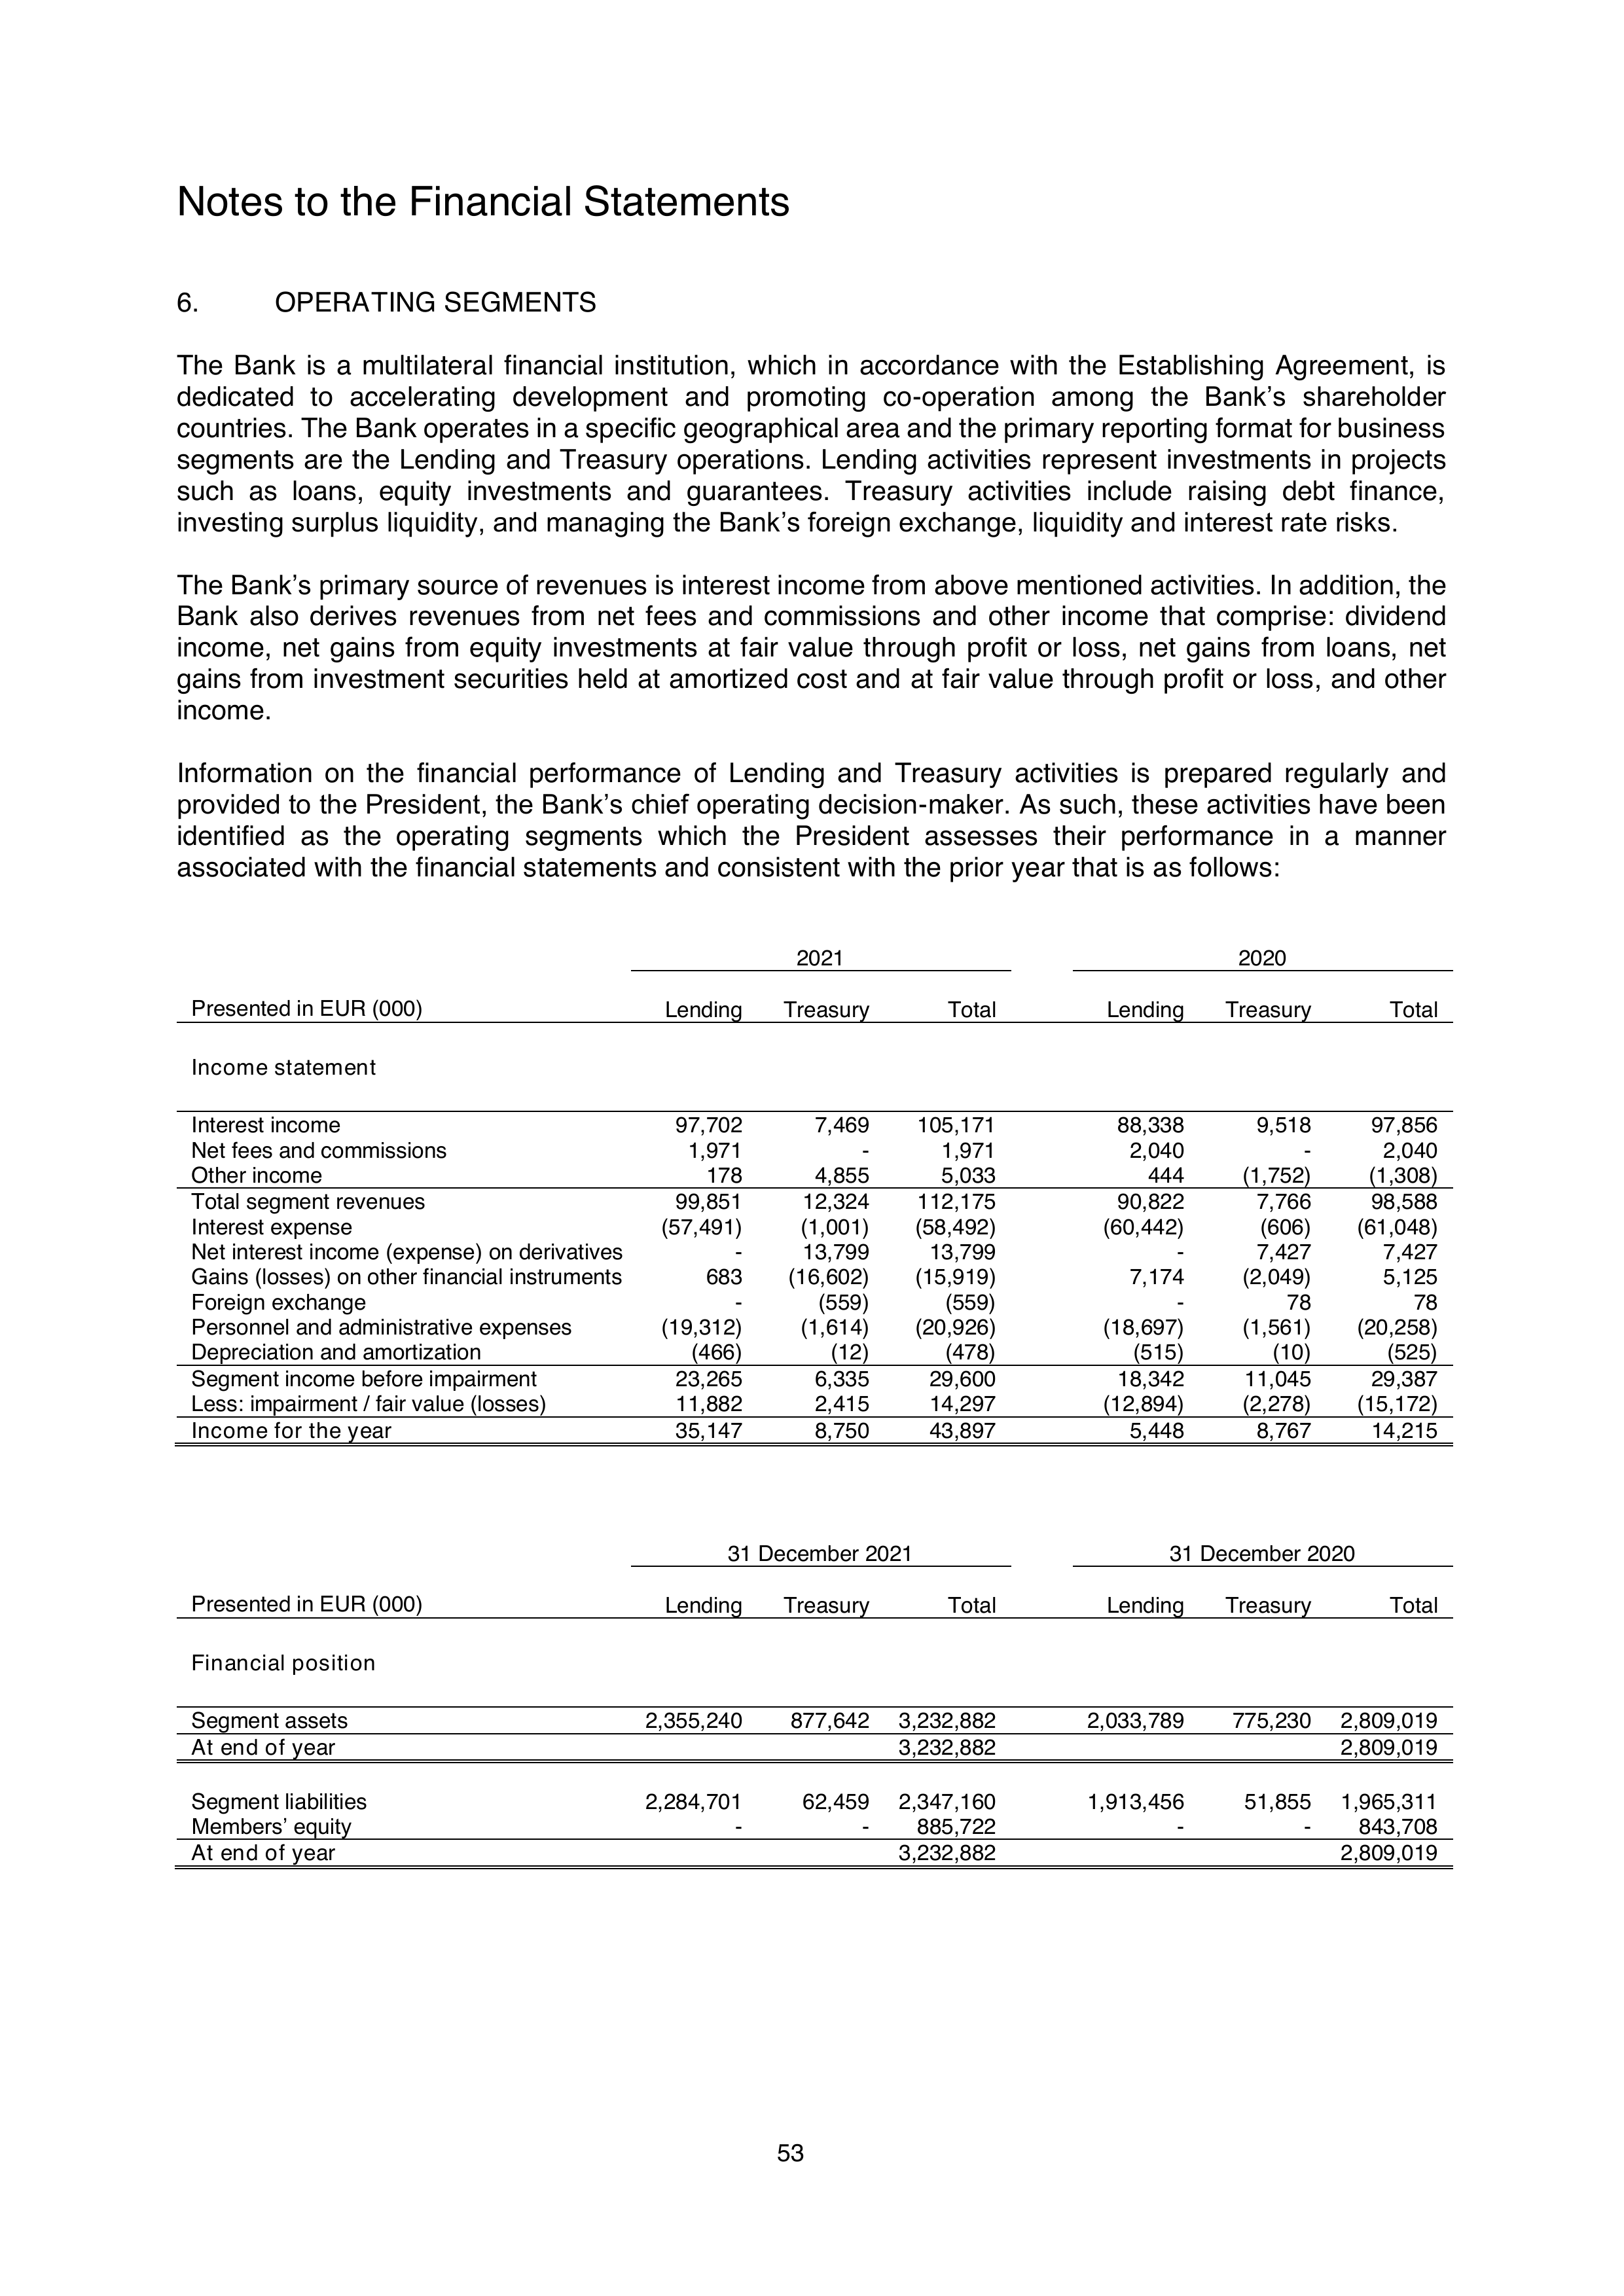 Notes to the Financial Statements
6. OPERATING SEGMENTS
The Bank is a multilateral financial institution, which in accordance with the Establishing Agreement, is
dedicated to accelerating development and promoting co-operation among the Bank’s shareholder
countries. The Bank operates in a specific geographical area and the primary reporting format for business
segments are the Lending and Treasury operations. Lending activities represent investments in projects
such as loans, equity investments and guarantees. Treasury activities include raising debt finance,
investing surplus liquidity, and managing the Bank’s foreign exchange, liquidity and interest rate risks.
The Bank’s primary source of revenues is interest income from above mentioned activities. In addition, the
Bank also derives revenues from net fees and commissions and other income that comprise: dividend
income, net gains from equity investments at fair value through profit or loss, net gains from loans, net
gains from investment securities held at amortized cost and at fair value through profit or loss, and other
income.
Information on the financial performance of Lending and Treasury activities is prepared regularly and
provided to the President, the Bank’s chief operating decision-maker. As such, these activities have been
identified as the operating segments which the President assesses their performance in a manner
associated with the financial statements and consistent with the prior year that is as follows:
2021 2020
Presented in EUR (000) Lending Treasury Total Lending Treasury Total
Income statement
Interest income 97,702 7,469 105,171 88,338 9,518 97,856
Net fees and commissions 1,971 - 1,971 2,040 - 2,040
Other income 178 4,855 5,033 444 (1,752) (1,308)
Total segment revenues 99,851 12,324 112,175 90,822 7,766 98,588
Interest expense (57,491) (1,001) (58,492) (60,442) (606) (61,048)
Net interest income (expense) on derivatives - 13,799 13,799 - 7,427 7,427
Gains (losses) on other financial instruments 683 (16,602) (15,919) 7,174 (2,049) 5,125
Foreign exchange - (559) (559) - 78 78
Personnel and administrative expenses (19,312) (1,614) (20,926) (18,697) (1,561) (20,258)
Depreciation and amortization (466) (12) (478) (515) (10) (525)
Segment income before impairment 23,265 6,335 29,600 18,342 11,045 29,387
Less: impairment / fair value (losses) 11,882 2,415 14,297 (12,894) (2,278) (15,172)
Income for the year 35,147 8,750 43,897 5,448 8,767 14,215
31 December 2021 31 December 2020
Presented in EUR (000) Lending Treasury Total Lending Treasury Total
Financial position
Segment assets 2,355,240 877,642 3,232,882 2,033,789 775,230 2,809,019
At end of year 3,232,882 2,809,019
Segment liabilities 2,284,701 62,459 2,347,160 1,913,456 51,855 1,965,311
Members’ equity - - 885,722 - - 843,708
At end of year 3,232,882 2,809,019
53